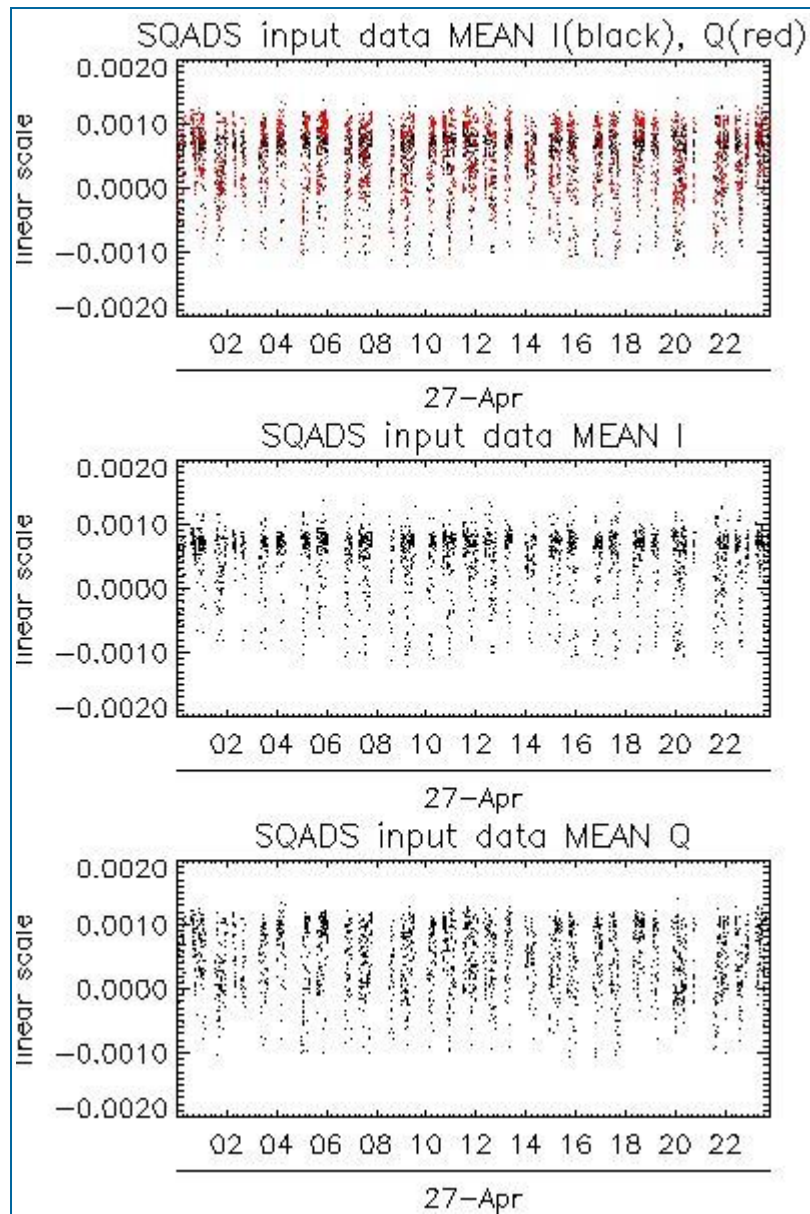 SQADS input data MEAN I(black), Q(red)
linear scale
0.0020
0.0010
0.0000
−0.0010
−0.0020
02 04 06 08 10 12 14 16 18 20 22
27−Apr
SQADS input data MEAN I
linear scale
0.0020
0.0010
0.0000
−0.0010
−0.0020
02 04 06 08 10 12 14 16 18 20 22
27−Apr
SQADS input data MEAN Q
linear scale
0.0020
0.0010
0.0000
−0.0010
−0.0020
02 04 06 08 10 12 14 16 18 20 22
27−Apr